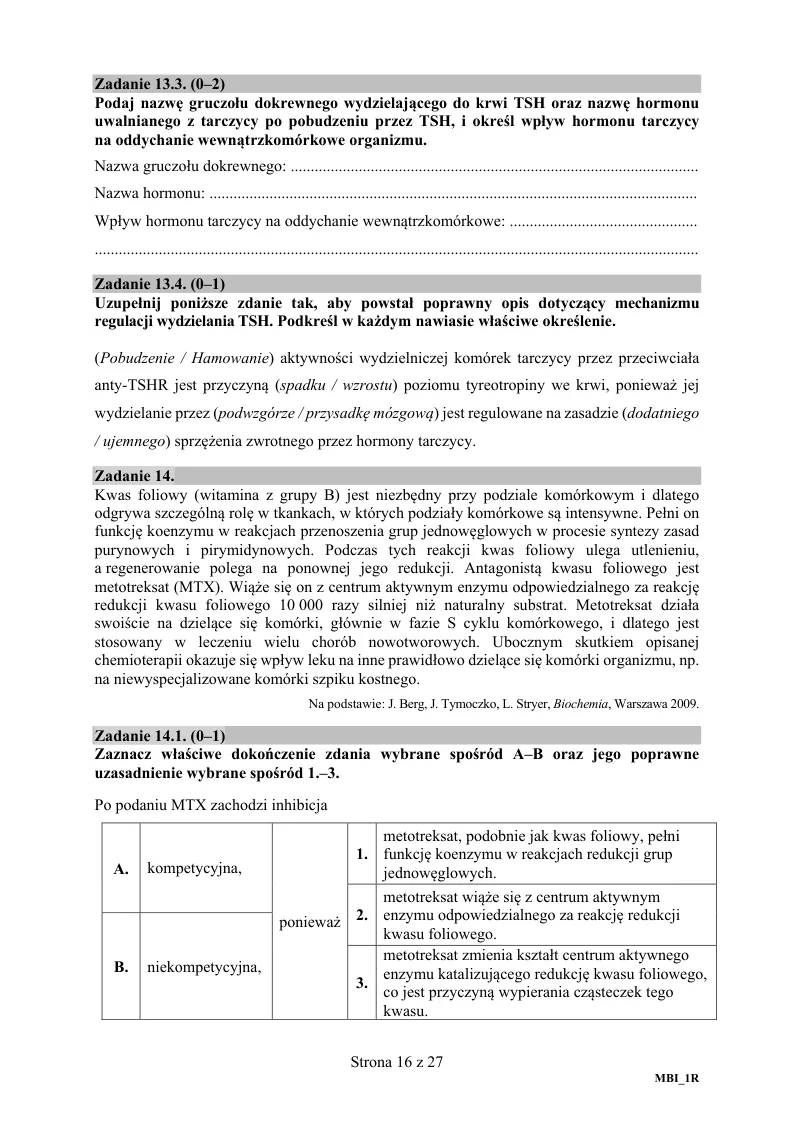 Zadanie 13.3. (0–2)
Podaj nazwę gruczołu dokrewnego wydzielającego do krwi TSH oraz nazwę hormonu
uwalnianego z tarczycy po pobudzeniu przez TSH, i określ wpływ hormonu tarczycy
na oddychanie wewnątrzkomórkowe organizmu.
Nazwa gruczołu dokrewnego: ......................................................................................................
Nazwa hormonu: ..........................................................................................................................
Wpływ hormonu tarczycy na oddychanie wewnątrzkomórkowe: ...............................................
.......................................................................................................................................................
Zadanie 13.4. (0–1)
Uzupełnij poniższe zdanie tak, aby powstał poprawny opis dotyczący mechanizmu
regulacji wydzielania TSH. Podkreśl w każdym nawiasie właściwe określenie.
(Pobudzenie / Hamowanie) aktywności wydzielniczej komórek tarczycy przez przeciwciała
anty-TSHR jest przyczyną (spadku / wzrostu) poziomu tyreotropiny we krwi, ponieważ jej
wydzielanie przez (podwzgórze / przysadkę mózgową) jest regulowane na zasadzie (dodatniego
/ ujemnego) sprzężenia zwrotnego przez hormony tarczycy.
Zadanie 14.
Kwas foliowy (witamina z grupy B) jest niezbędny przy podziale komórkowym i dlatego
odgrywa szczególną rolę w tkankach, w których podziały komórkowe są intensywne. Pełni on
funkcję koenzymu w reakcjach przenoszenia grup jednowęglowych w procesie syntezy zasad
purynowych i pirymidynowych. Podczas tych reakcji kwas foliowy ulega utlenieniu,
a regenerowanie polega na ponownej jego redukcji. Antagonistą kwasu foliowego jest
metotreksat (MTX). Wiąże się on z centrum aktywnym enzymu odpowiedzialnego za reakcję
redukcji kwasu foliowego 10 000 razy silniej niż naturalny substrat. Metotreksat działa
swoiście na dzielące się komórki, głównie w fazie S cyklu komórkowego, i dlatego jest
stosowany w leczeniu wielu chorób nowotworowych. Ubocznym skutkiem opisanej
chemioterapii okazuje się wpływ leku na inne prawidłowo dzielące się komórki organizmu, np.
na niewyspecjalizowane komórki szpiku kostnego.
Na podstawie: J. Berg, J. Tymoczko, L. Stryer, Biochemia, Warszawa 2009.
Zadanie 14.1. (0–1)
Zaznacz właściwe dokończenie zdania wybrane spośród A–B oraz jego poprawne
uzasadnienie wybrane spośród 1.–3.
Po podaniu MTX zachodzi inhibicja
A.
kompetycyjna,
B.
niekompetycyjna,
ponieważ
1.
metotreksat, podobnie jak kwas foliowy, pełni
funkcję koenzymu w reakcjach redukcji grup
jednowęglowych.
2.
metotreksat wiąże się z centrum aktywnym
enzymu odpowiedzialnego za reakcję redukcji
kwasu foliowego.
3.
metotreksat zmienia kształt centrum aktywnego
enzymu katalizującego redukcję kwasu foliowego,
co jest przyczyną wypierania cząsteczek tego
kwasu.
Strona 16 z 27
MBI_1R